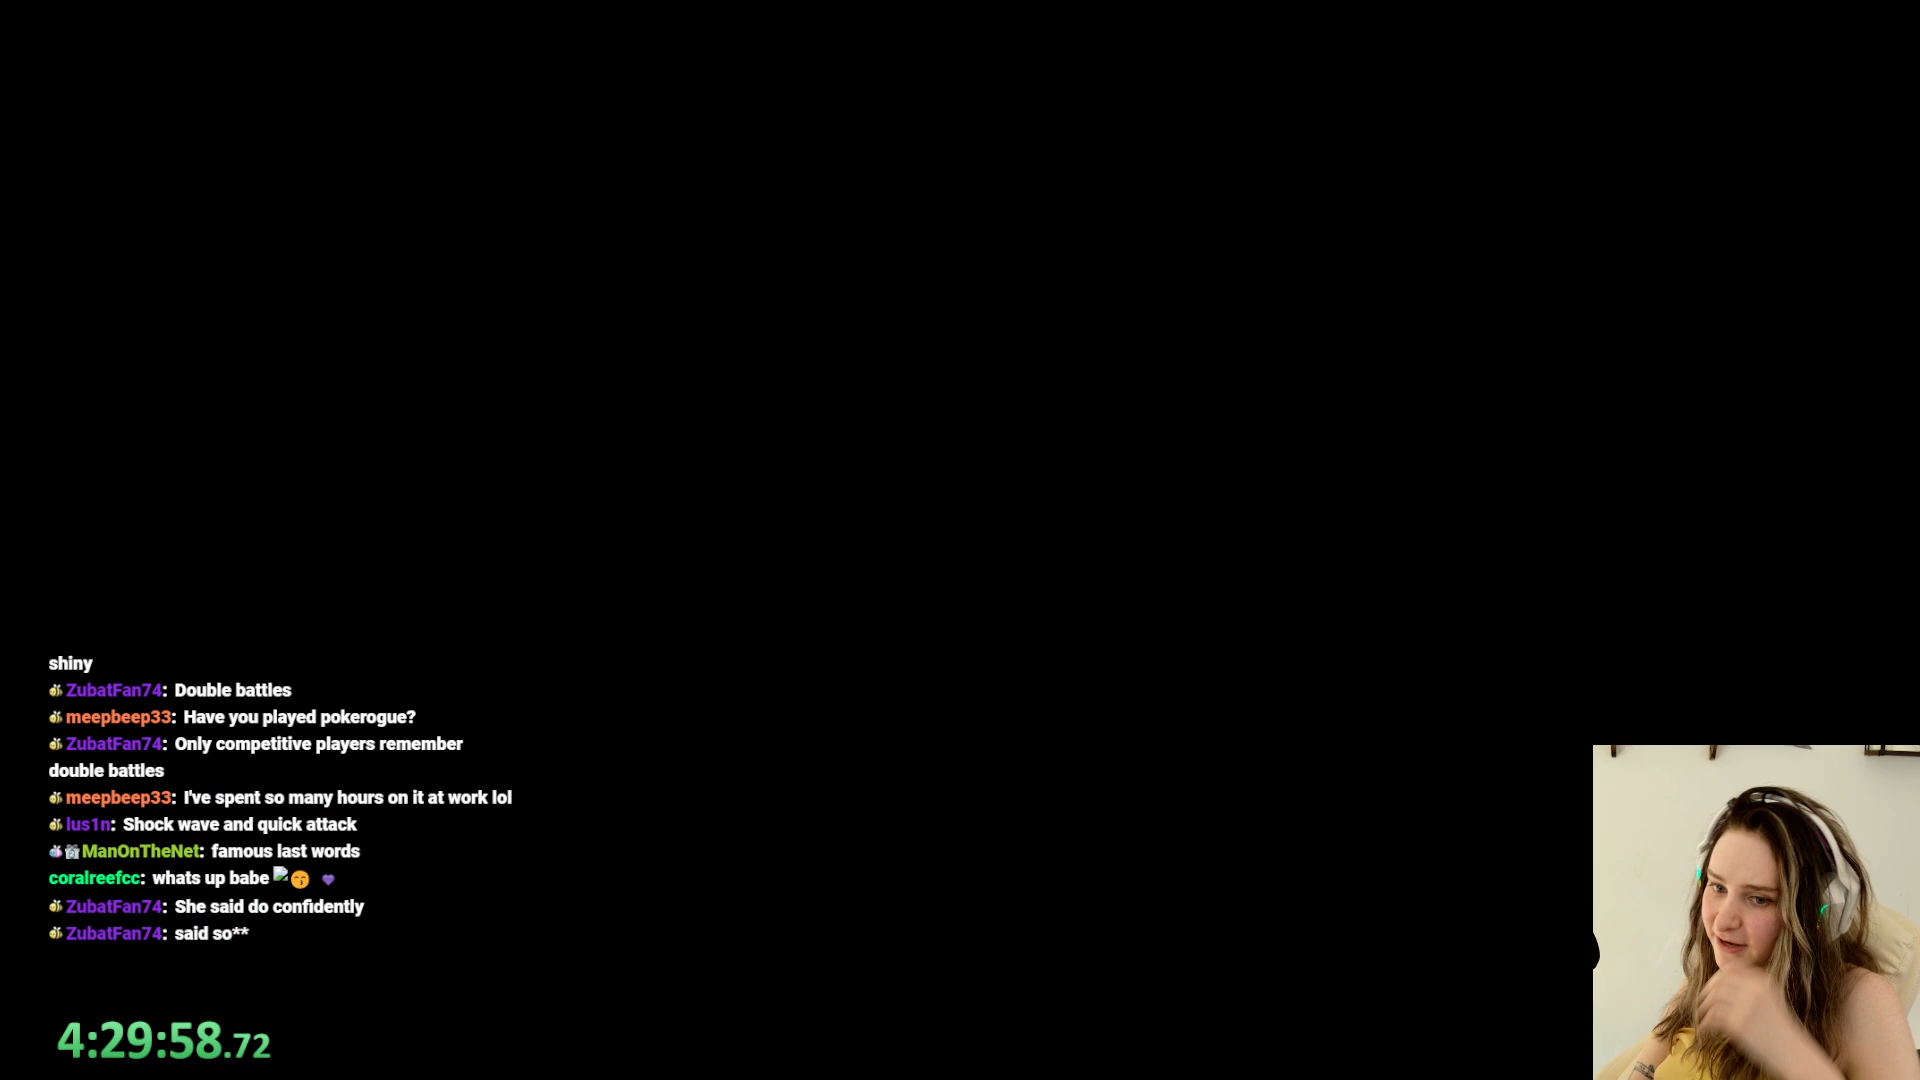 shiny
ZubatFan74: Double battles
meepbeep33: Have you played pokerogue?
ZubatFan74: Only competitive players remember
double battles
meepbeep33: I've spent so many hours on it at work lol
lus1n: Shock wave and quick attack
ManOnTheNet: famous last words
coralreefcc: whats up babe
ZubatFan74: She said do confidently
ZubatFan74: said so**
4:29:58.72